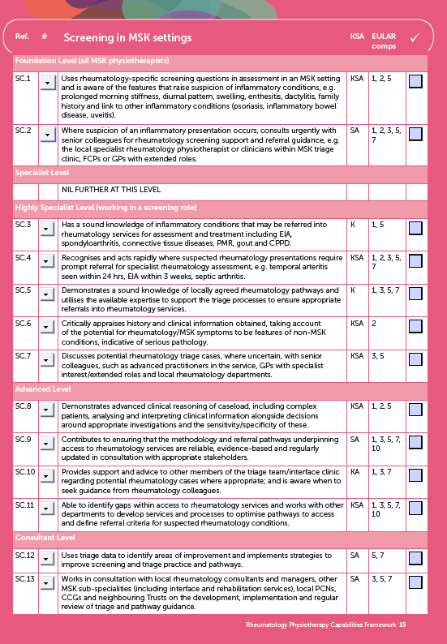 Ref. # Screening in MSK settings KSA EULAR
comps
Foundation Level (all MSK physiotherapists)
SC.1 Uses rheumatology-specific screening questions in assessment in an MSK setting KSA 1, 2, 5
and is aware of the features that raise suspicion of inflammatory conditions, e.g.
prolonged morning stiffness, diurnal pattern, swelling, enthesitis, dactylitis, family
history and link to other inflammatory conditions (psoriasis, inflammatory bowel
disease, uveitis).
SC.2 Where suspicion of an inflammatory presentation occurs, consults urgently with SA 1, 2, 3, 5,
senior colleagues for rheumatology screening support and referral guidance, e.g. 7
the local specialist rheumatology physiotherapist or clinicians within MSK triage
clinic, FCPs or GPs with extended roles.
Specialist Level
NIL FURTHER AT THIS LEVEL
Highly Specialist Level (working in a screening role)
SC.3 Has a sound knowledge of inflammatory conditions that may be referred into K 1, 5
rheumatology services for assessment and treatment including EIA,
spondyloarthritis, connective tissue diseases, PMR, gout and CPPD.
SC.4 Recognises and acts rapidly where suspected rheumatology presentations require KSA 1, 2, 3, 5,
prompt referral for specialist rheumatology assessment, e.g. temporal arteritis 7
seen within 24 hrs, EIA within 3 weeks, septic arthritis.
SC.5 Demonstrates a sound knowledge of locally agreed rheumatology pathways and K 1, 3, 5, 7
utilises the available expertise to support the triage processes to ensure appropriate
referrals into rheumatology services.
SC.6 Critically appraises history and clinical information obtained, taking account KSA 2
of the potential for rheumatology/MSK symptoms to be features of non-MSK
conditions, indicative of serious pathology.
SC.7 Discusses potential rheumatology triage cases, where uncertain, with senior KSA 3, 5
colleagues, such as advanced practitioners in the service, GPs with specialist
interest/extended roles and local rheumatology departments.
Advanced Level
SC.8 Demonstrates advanced clinical reasoning of caseload, including complex KSA 1, 2, 5
patients, analysing and interpreting clinical information alongside decisions
around appropriate investigations and the sensitivity/specificity of these.
SC.9 Contributes to ensuring that the methodology and referral pathways underpinning SA 1, 3, 5, 7,
access to rheumatology services are reliable, evidence-based and regularly 10
updated in consultation with appropriate stakeholders.
SC.10 Provides support and advice to other members of the triage team/interface clinic KA 1, 3, 7
regarding potential rheumatology cases where appropriate; and is aware when to
seek guidance from rheumatology colleagues.
SC.11 Able to identify gaps within access to rheumatology services and works with other KSA 1, 3, 5, 7,
departments to develop services and processes to optimise pathways to access 10
and define referral criteria for suspected rheumatology conditions.
Consultant Level
SC.12 Uses triage data to identify areas of improvement and implements strategies to SA 5, 7
improve screening and triage practice and pathways.
SC.13 Works in consultation with local rheumatology consultants and managers, other SA 3, 5, 7
MSK sub-specialities (including interface and rehabilitation services), local PCNs,
CCGs and neighbouring Trusts on the development, implementation and regular
review of triage and pathway guidance.
Rheumatology Physiotherapy Capabilities Framework 15